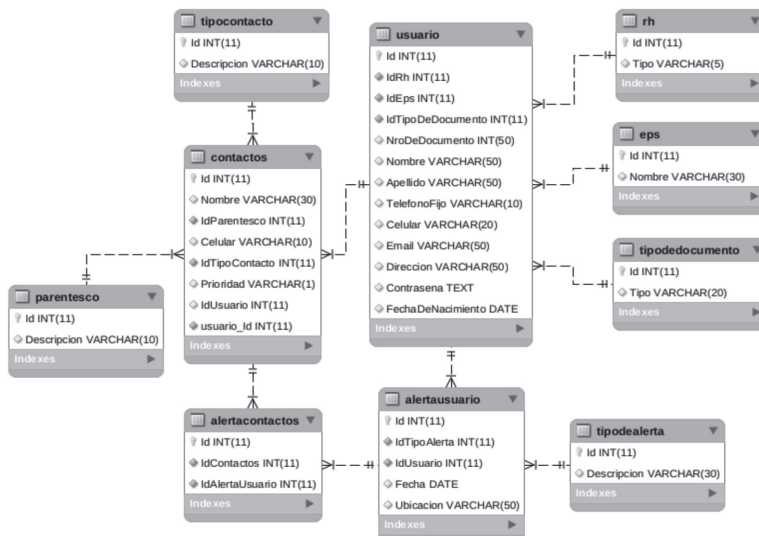 tipocontacto
Id INT(11)
Descripcion VARCHAR(10)
Indexes
usuario
Id INT(11)
IdRh INT(11)
IdEps INT(11)
IdTipoDeDocumento INT(11)
NroDeDocumento INT(50)
Nombre VARCHAR(50)
Apellido VARCHAR(50)
TelefonoFijo VARCHAR(10)
Celular VARCHAR(20)
Email VARCHAR(50)
Direccion VARCHAR(50)
Contrasena TEXT
FechaDeNacimiento DATE
Indexes
rh
Id INT(11)
Tipo VARCHAR(5)
Indexes
contactos
Id INT(11)
Nombre VARCHAR(30)
IdParentesco INT(11)
Celular VARCHAR(10)
IdTipoContacto INT(11)
Prioridad VARCHAR(1)
IdUsuario INT(11)
usuario_Id INT(11)
Indexes
eps
Id INT(11)
Nombre VARCHAR(30)
Indexes
tipodedocumento
Id INT(11)
Tipo VARCHAR(20)
Indexes
parentesco
Id INT(11)
Descripcion VARCHAR(10)
Indexes
alertacontactos
Id INT(11)
IdContactos INT(11)
IdAlertaUsuario INT(11)
Indexes
alertausuario
Id INT(11)
IdTipoAlerta INT(11)
IdUsuario INT(11)
Fecha DATE
Ubicacion VARCHAR(50)
Indexes
tipodealerta
Id INT(11)
Descripcion VARCHAR(30)
Indexes